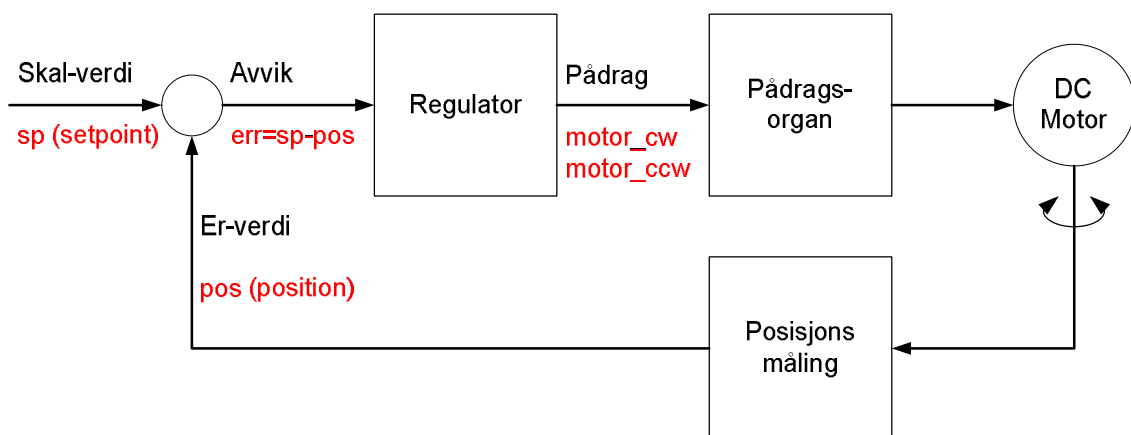 Skal-verdi
sp (setpoint)
Avvik
err=sp-pos
Regulator
Pådrag
motor_cw
motor_ccw
Pådrags-
organ
DC
Motor
Er-verdi
pos (position)
Posisjons
måling